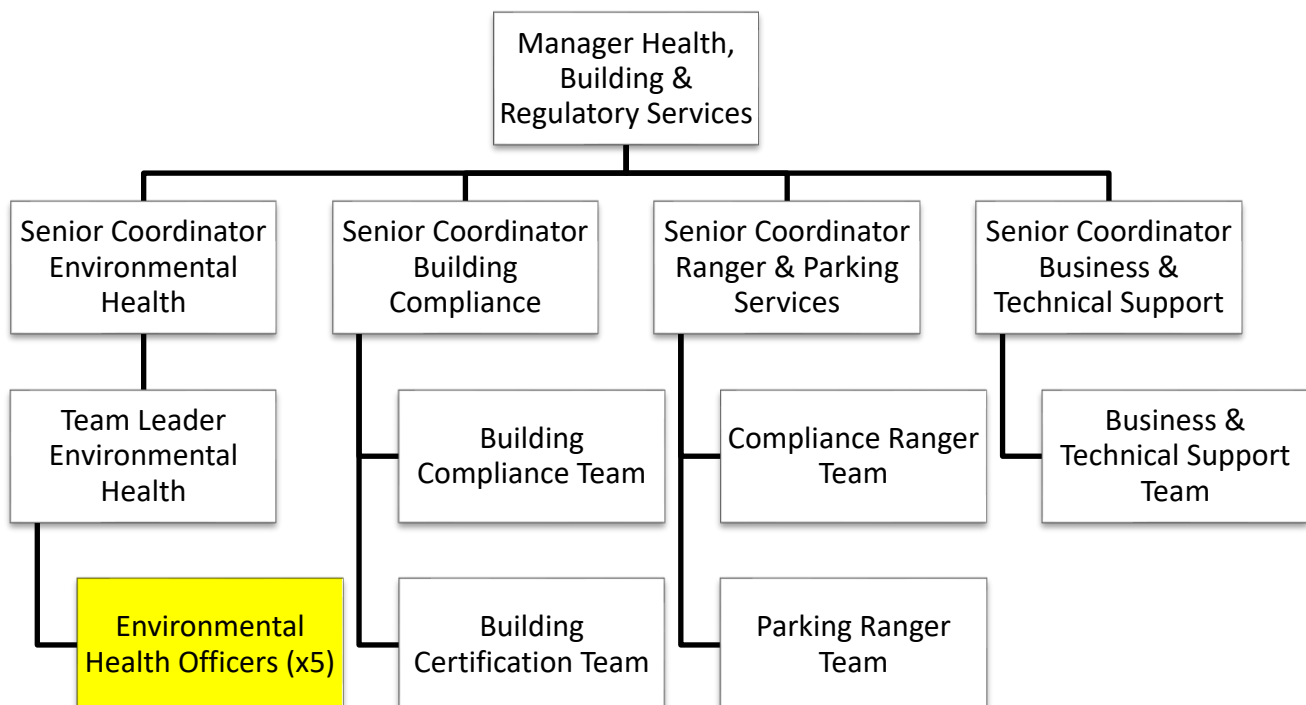 Manager Health,
Building &
Regulatory Services
Senior Coordinator
Environmental
Health
Senior Coordinator
Building
Compliance
Senior Coordinator
Ranger & Parking
Services
Senior Coordinator
Business &
Technical Support
Team Leader
Environmental
Health
Building
Compliance Team
Compliance Ranger
Team
Business &
Technical Support
Team
Environmental
Health Officers (x5)
Building
Certification Team
Parking Ranger
Team